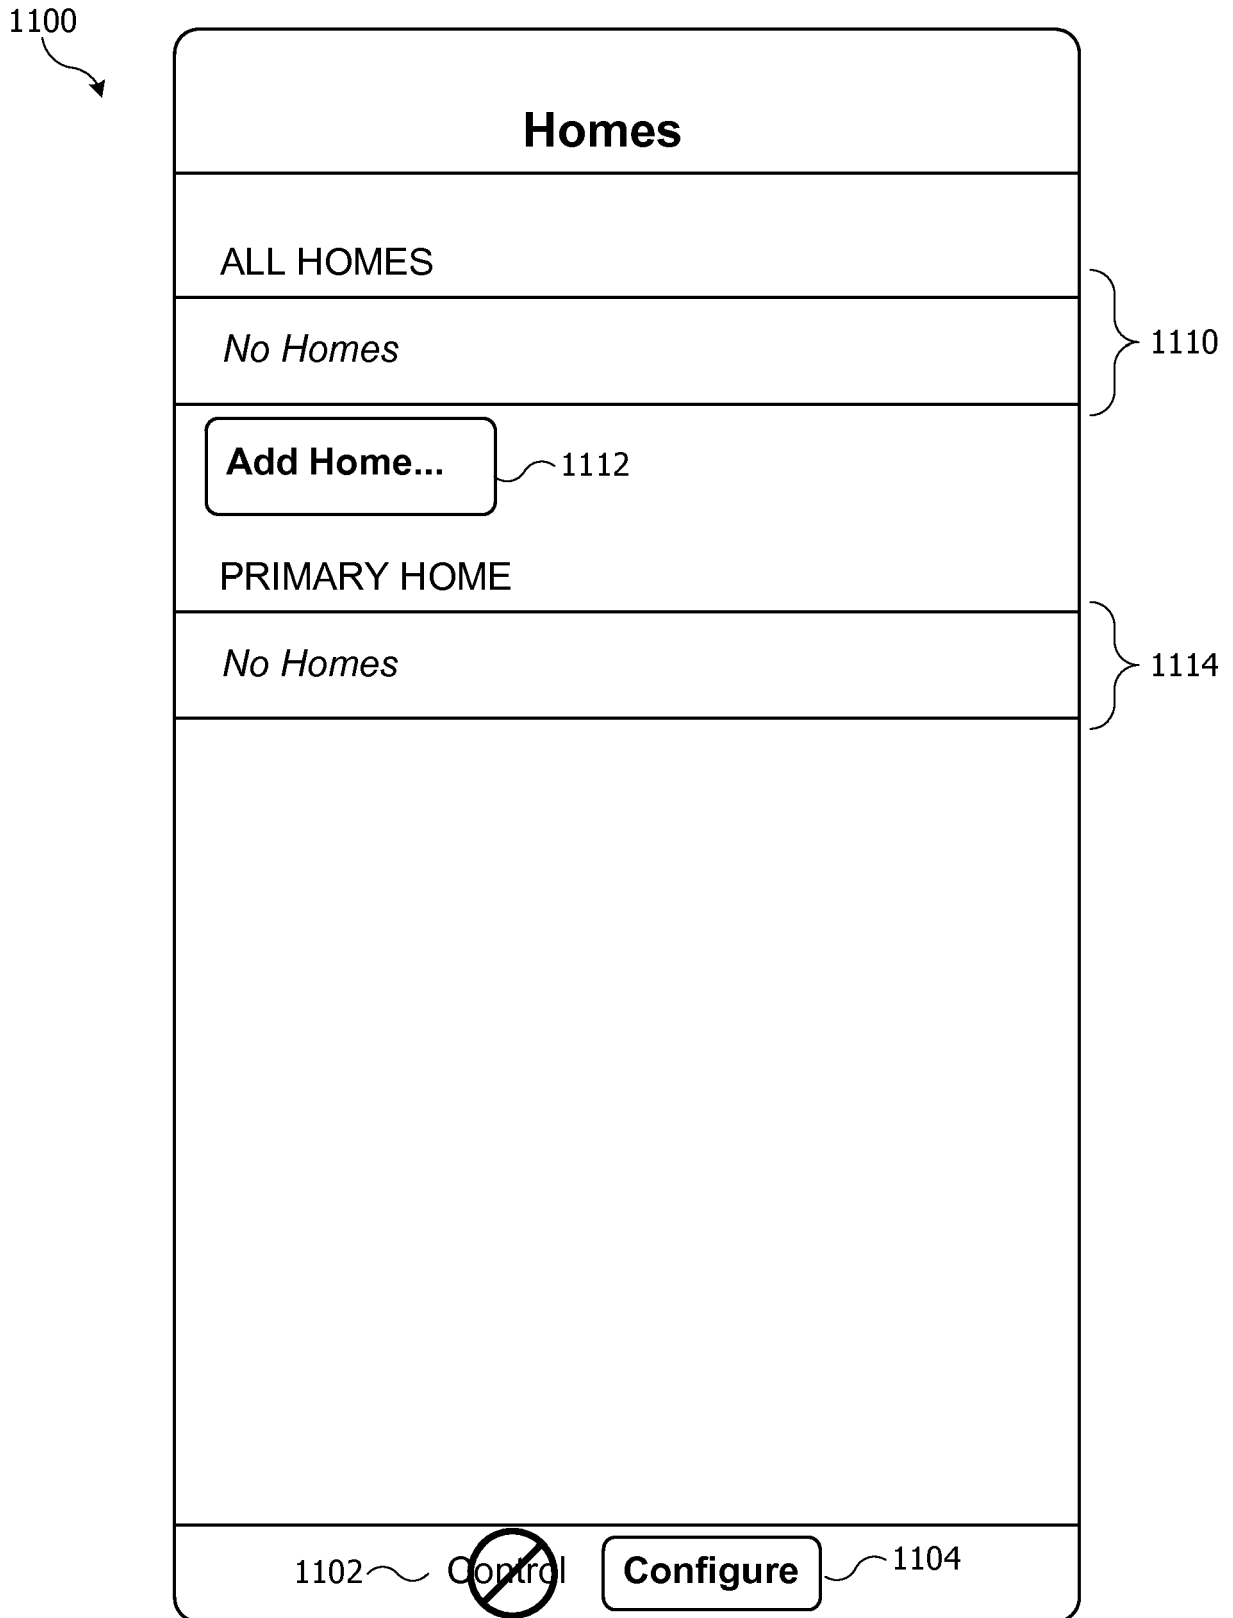 1100
Homes
ALL HOMES
No Homes
1110
Add Home...
1112
PRIMARY HOME
No Homes
1114
1102 Control Configure 1104